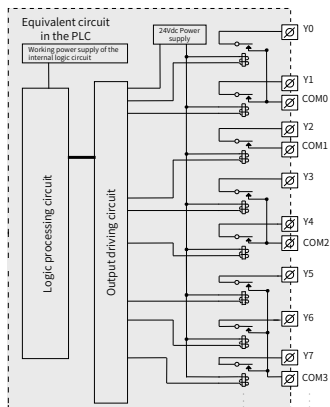 Equivalent circuit
in the PLC
Working power supply of the
internal logic circuit
24Vdc Power
supply
Logic processing circuit
Output driving circuit
Y0
Y1
COM0
Y2
COM1
Y3
Y4
COM2
Y5
Y6
Y7
COM3